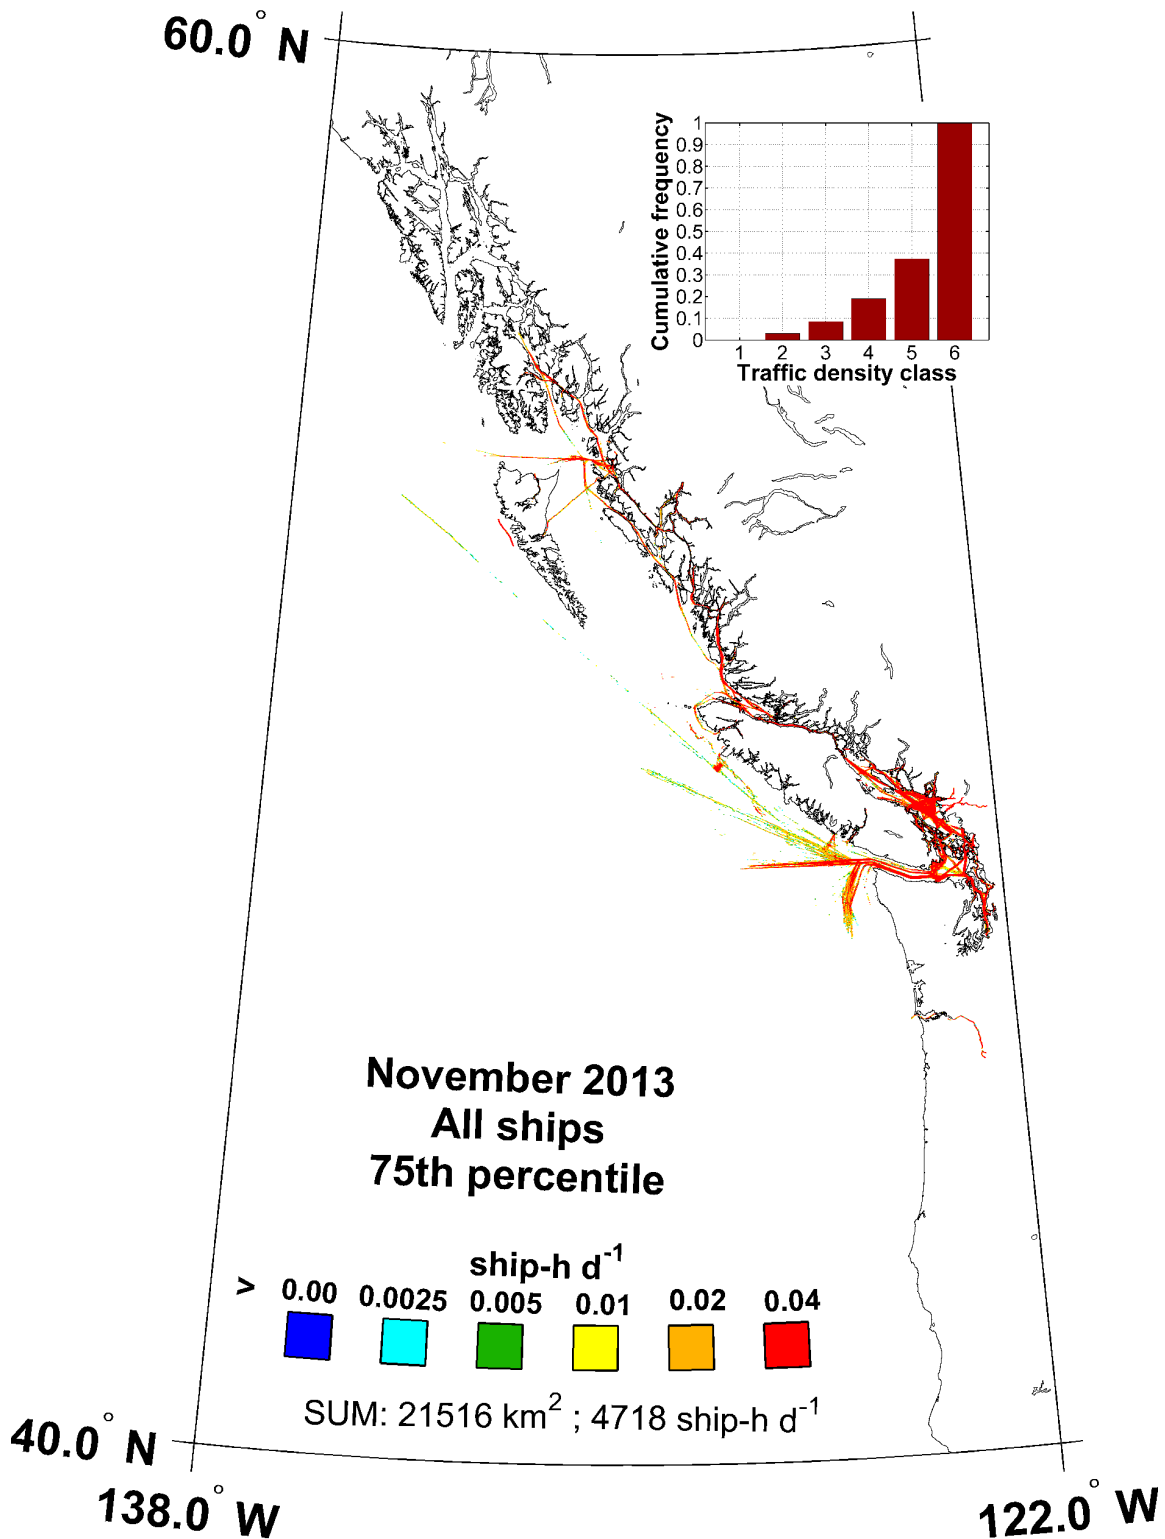 60.0° N
Cumulative frequency
1
0.9
0.8
0.7
0.6
0.5
0.4
0.3
0.2
0.1
0
1 2 3 4 5 6
Traffic density class
November 2013
All ships
75th percentile
ship-h d⁻¹
> 0.00 0.0025 0.005 0.01 0.02 0.04
SUM: 21516 km² ; 4718 ship-h d⁻¹
40.0° N
138.0° W
122.0° W